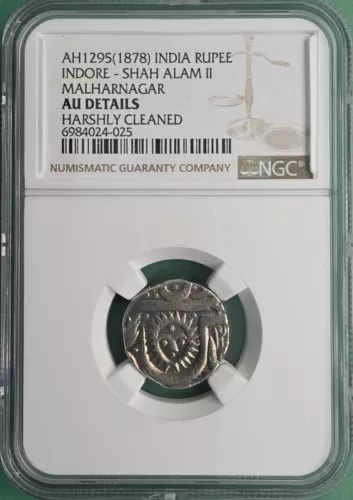 AH1295(1878) INDIA RUPEE
INDORE - SHAH ALAM II
MALHARNAGAR
AU DETAILS
HARSHLY CLEANED
6984024-025
NUMISMATIC GUARANTY COMPANY
NGC®